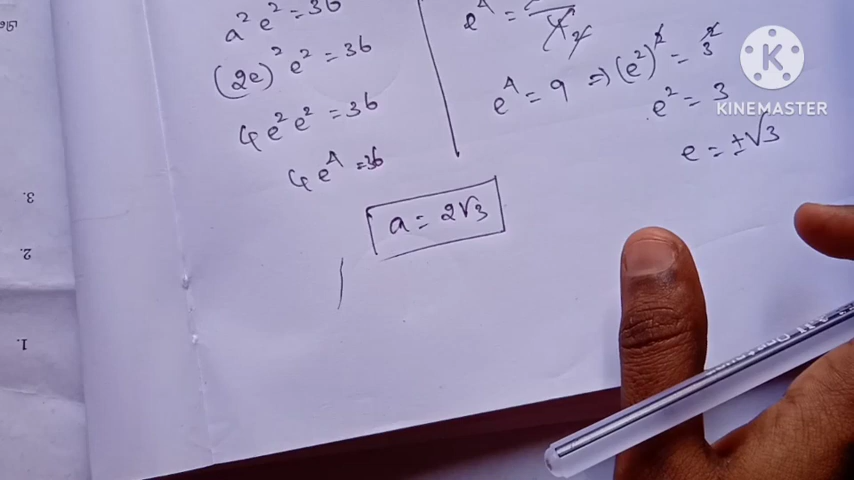 a² e² = 36
(2e)² e² = 36
4e² e² = 36
4e⁴ = 36
e⁴ =
e⁴ = 9 ⇒ (e²)² = 3²
e² = 3
e = ±√3
a = 2√3
KINEMASTER
3.
2.
1.